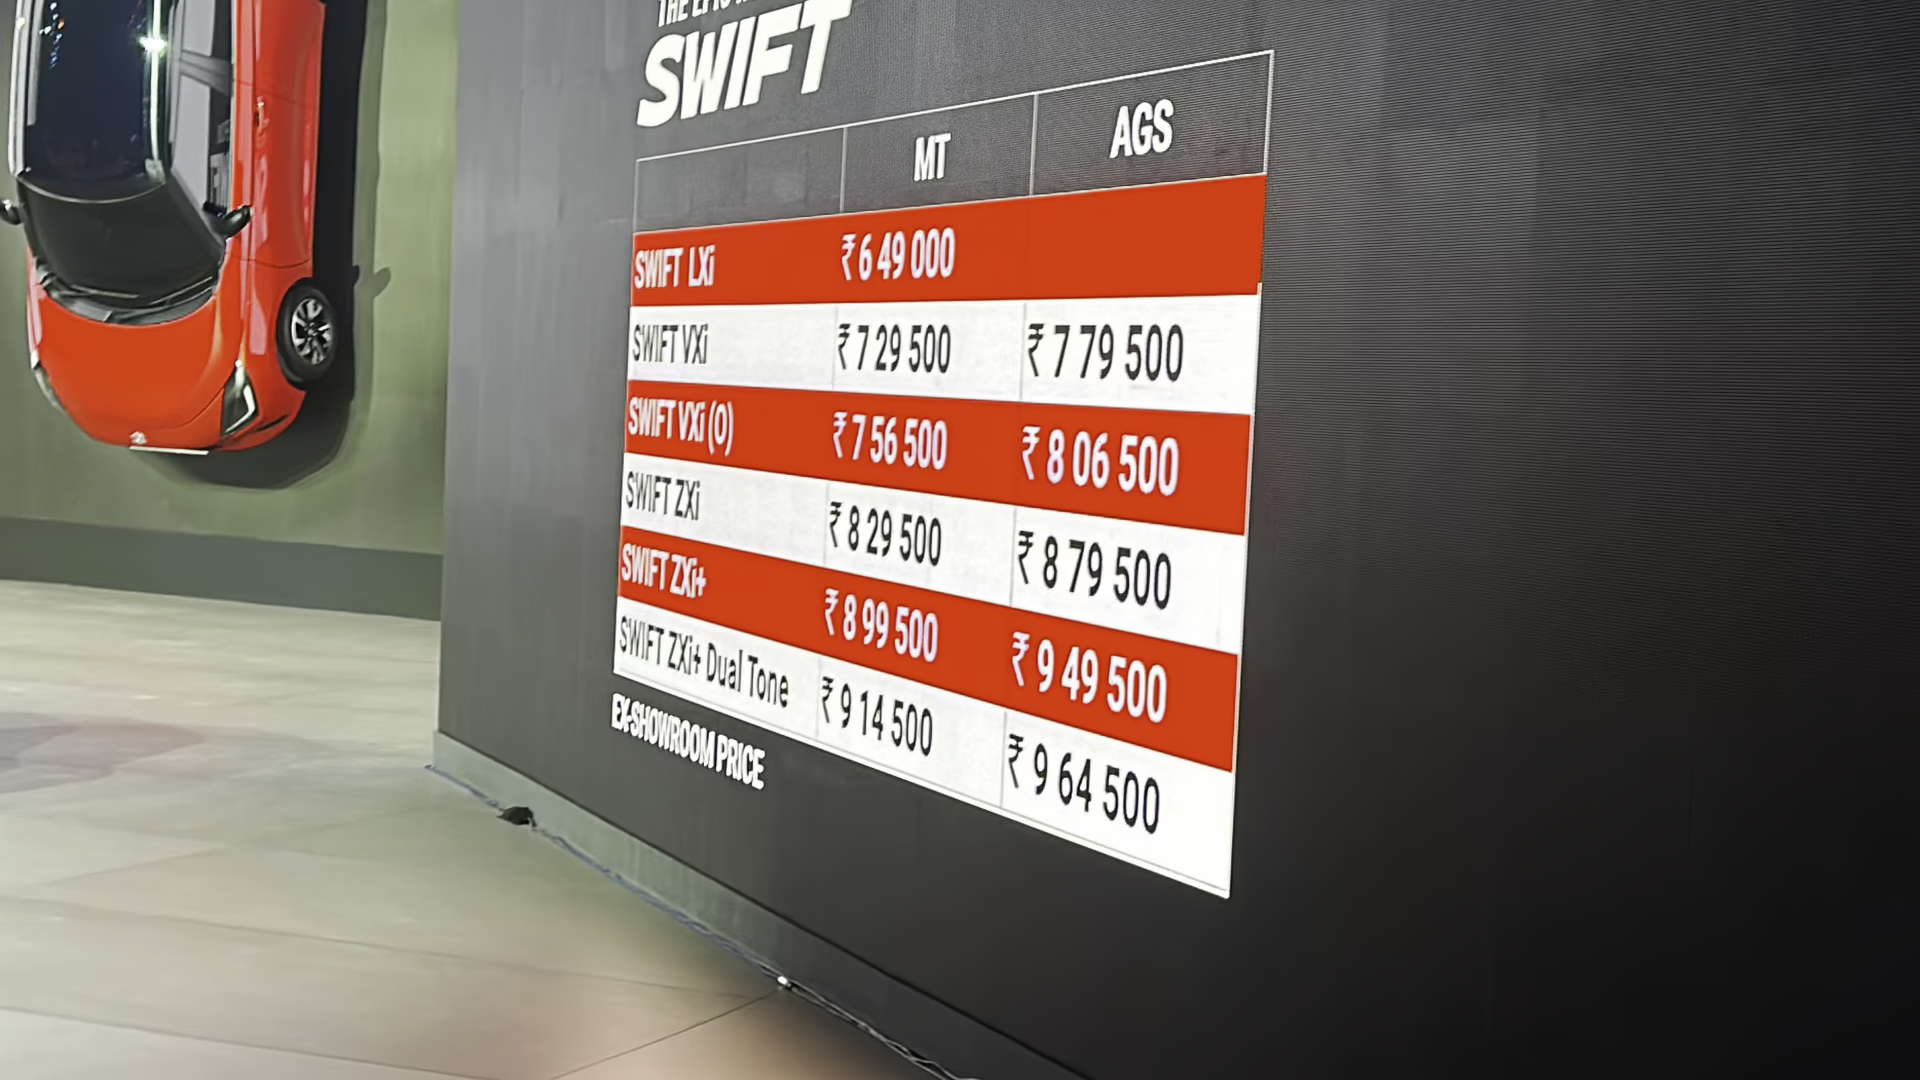 THE EPIC
SWIFT
MT AGS
SWIFT LXi ₹ 6 49 000
SWIFT VXi ₹ 7 29 500 ₹ 7 79 500
SWIFT VXi (O) ₹ 7 56 500 ₹ 8 06 500
SWIFT ZXi ₹ 8 29 500 ₹ 8 79 500
SWIFT ZXi+ ₹ 8 99 500 ₹ 9 49 500
SWIFT ZXi+ Dual Tone ₹ 9 14 500 ₹ 9 64 500
EX-SHOWROOM PRICE